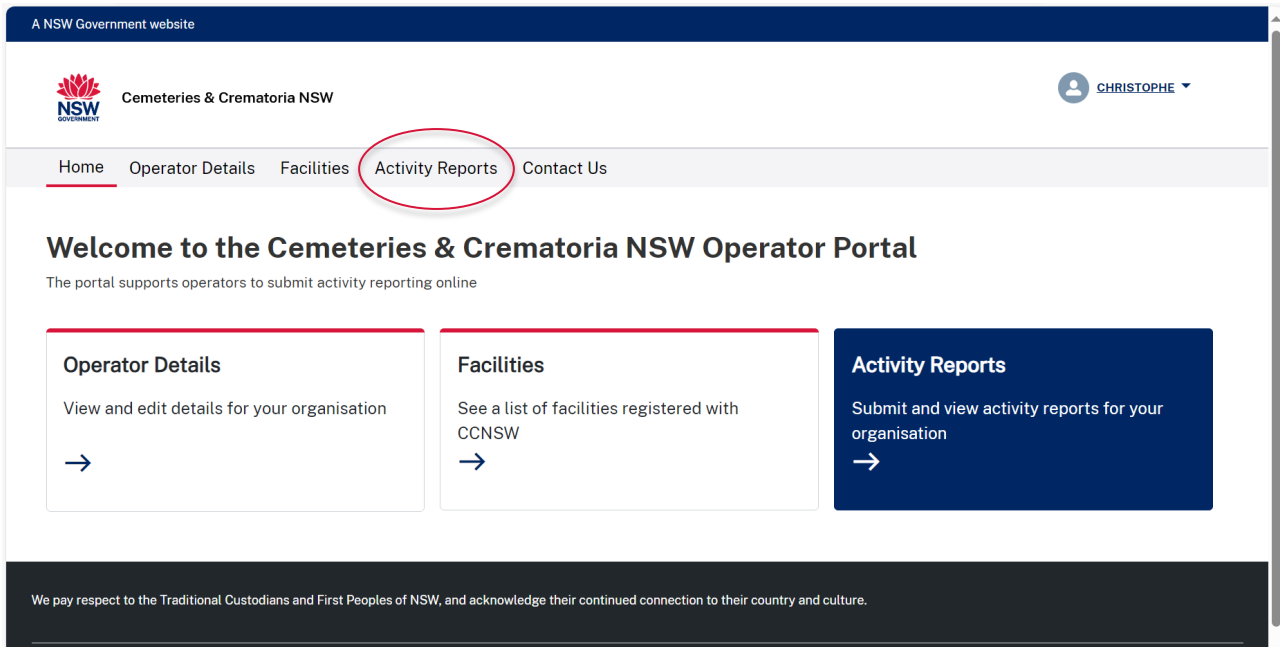 A NSW Government website
NSW
GOVERNMENT
Cemeteries & Crematoria NSW
CHRISTOPHE
Home Operator Details Facilities Activity Reports Contact Us
Welcome to the Cemeteries & Crematoria NSW Operator Portal
The portal supports operators to submit activity reporting online
Operator Details
View and edit details for your organisation
Facilities
See a list of facilities registered with
CCNSW
Activity Reports
Submit and view activity reports for your
organisation
We pay respect to the Traditional Custodians and First Peoples of NSW, and acknowledge their continued connection to their country and culture.